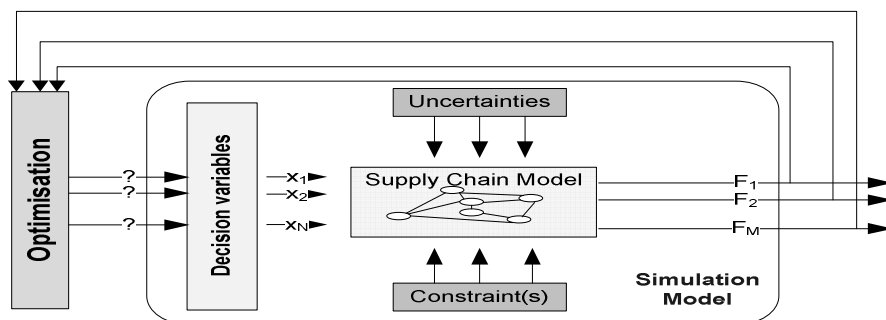 Optimisation
?
?
?
Decision variables
x1
x2
xN
Uncertainties
Supply Chain Model
Constraint(s)
F1
F2
FM
Simulation
Model